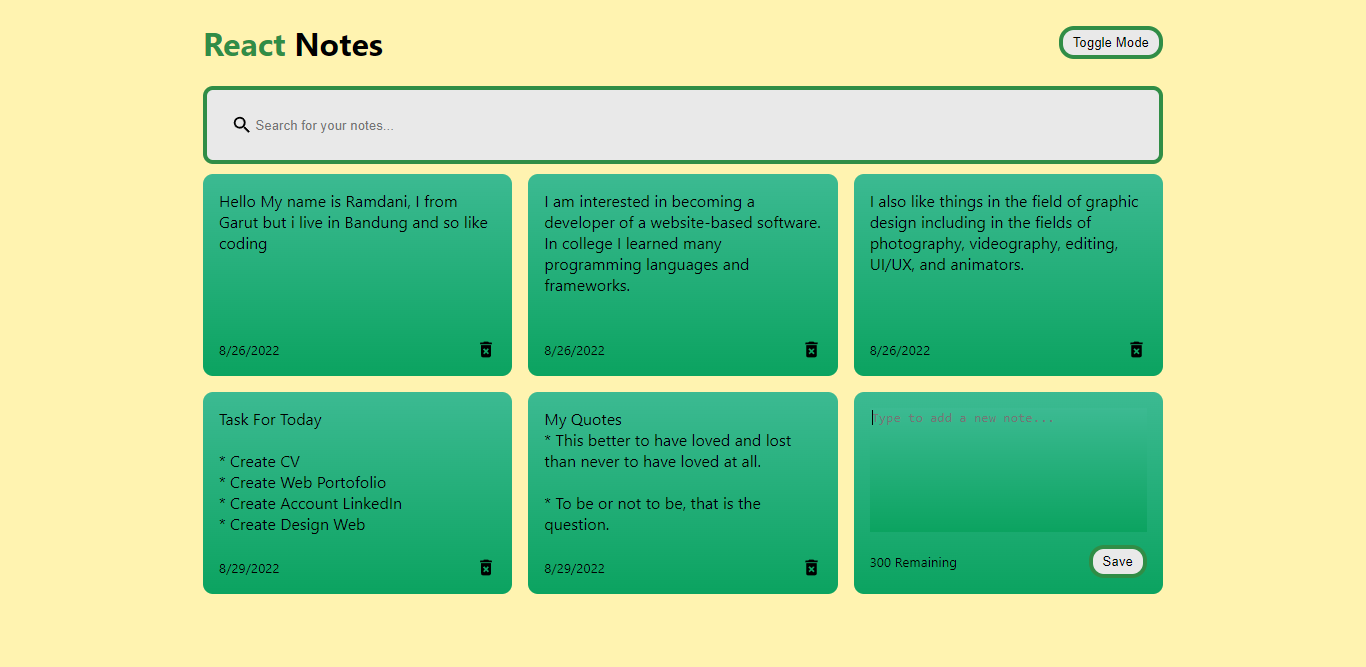 React Notes
Toggle Mode
Search for your notes...
Hello My name is Ramdani, I from
Garut but i live in Bandung and so like
coding
8/26/2022
I am interested in becoming a
developer of a website-based software.
In college I learned many
programming languages and
frameworks.
8/26/2022
I also like things in the field of graphic
design including in the fields of
photography, videography, editing,
UI/UX, and animators.
8/26/2022
Task For Today
* Create CV
* Create Web Portofolio
* Create Account LinkedIn
* Create Design Web
8/29/2022
My Quotes
* This better to have loved and lost
than never to have loved at all.
* To be or not to be, that is the
question.
8/29/2022
Type to add a new note...
300 Remaining
Save